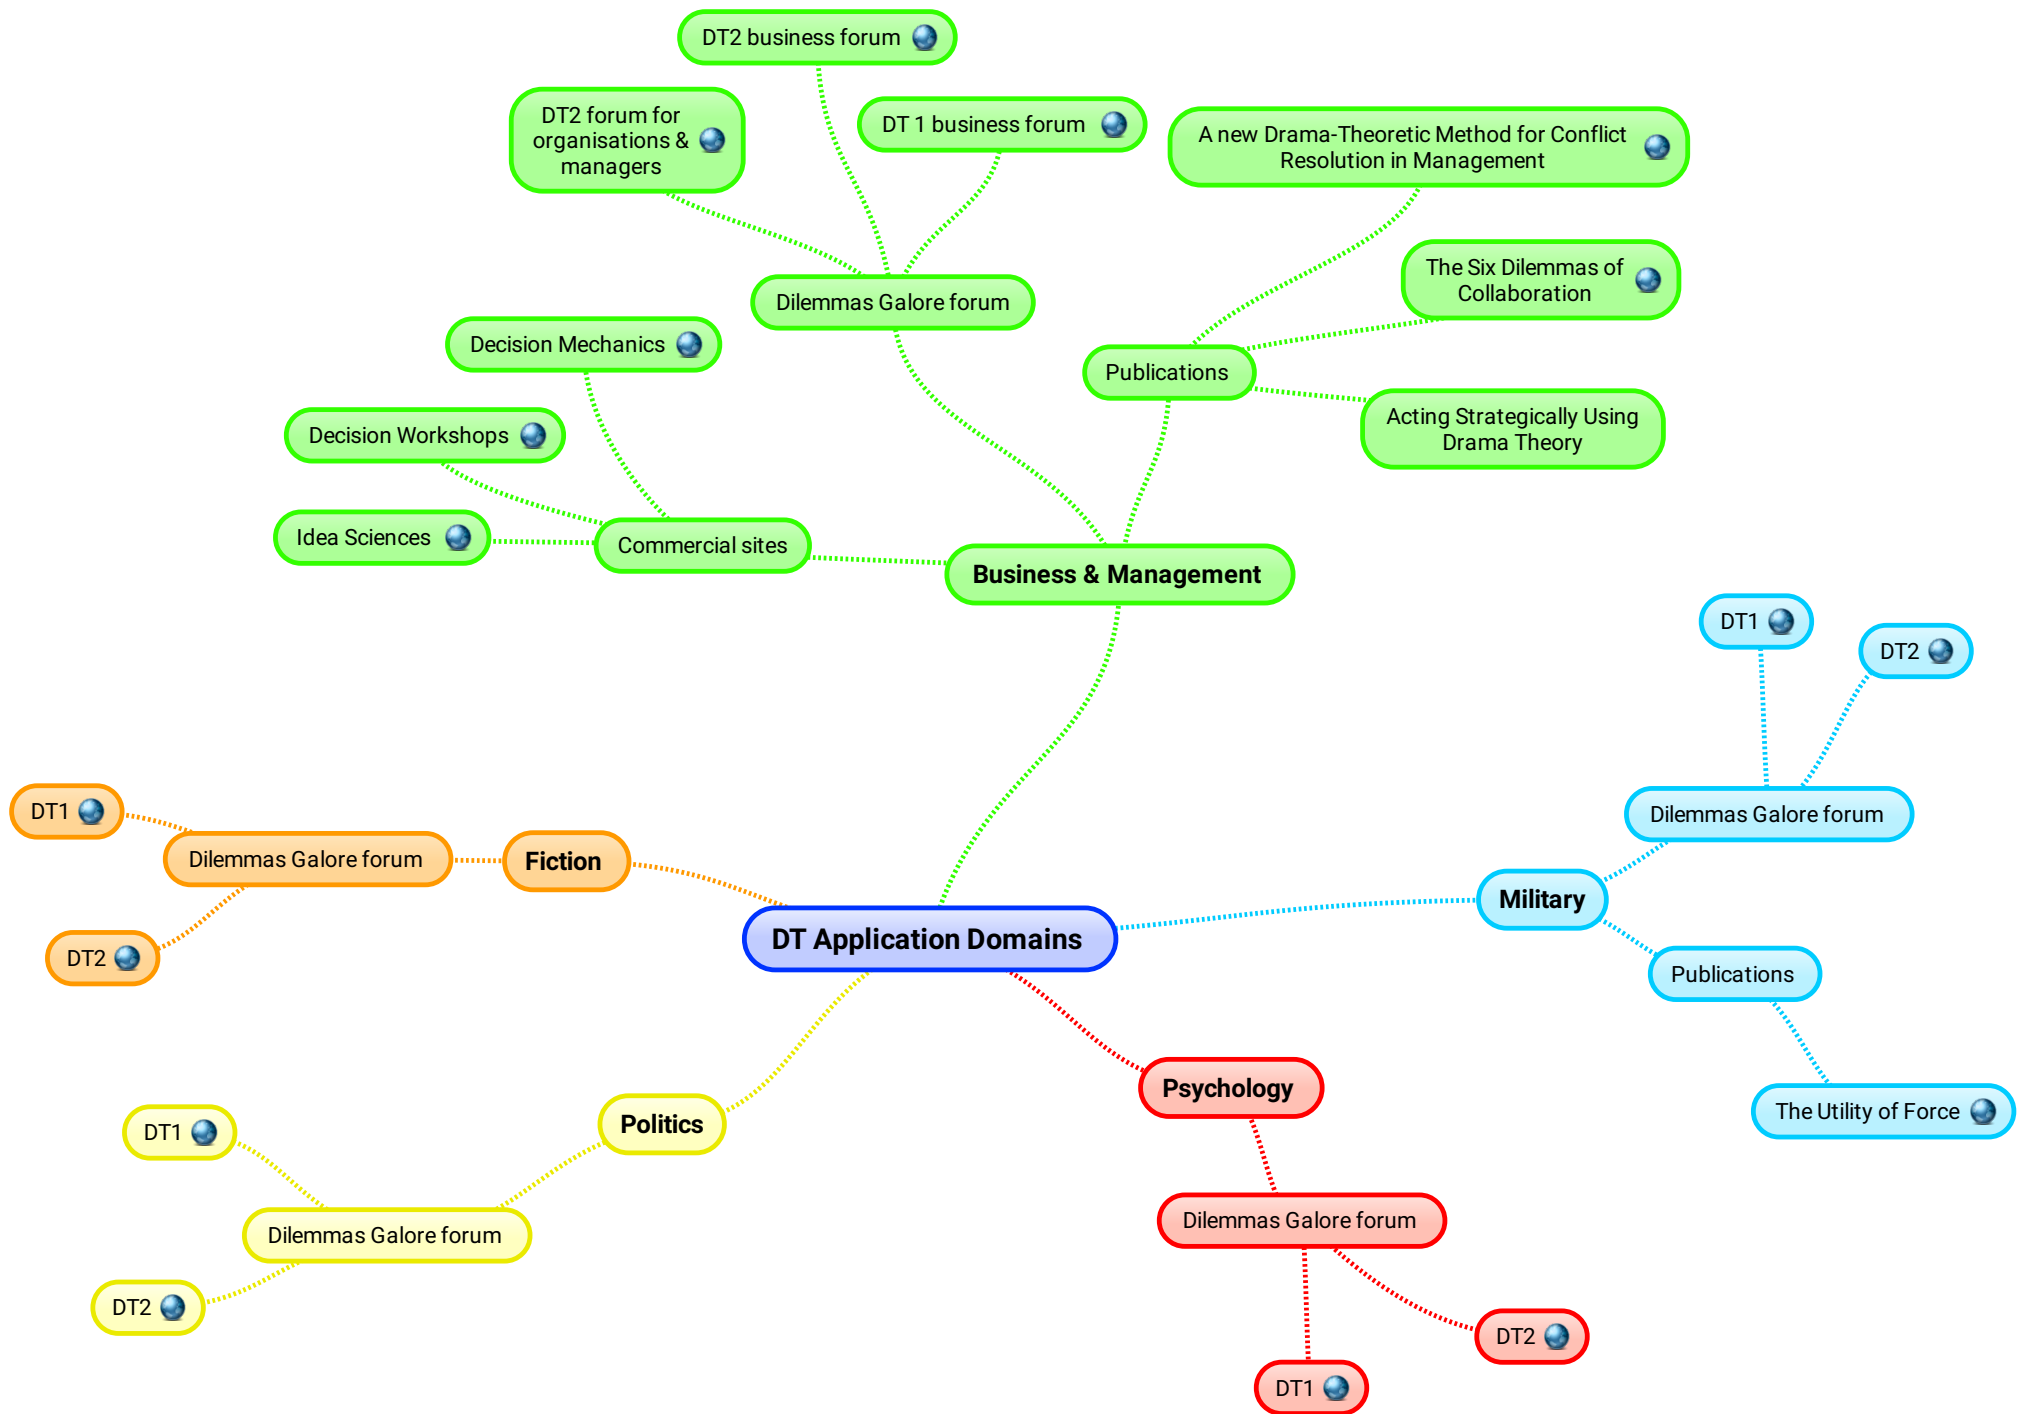 DT2 business forum
DT2 forum for
organisations &
managers
DT 1 business forum
A new Drama-Theoretic Method for Conflict
Resolution in Management
The Six Dilemmas of
Collaboration
Dilemmas Galore forum
Decision Mechanics
Publications
Acting Strategically Using
Drama Theory
Decision Workshops
Idea Sciences
Commercial sites
Business & Management
DT1
DT2
Dilemmas Galore forum
Military
Publications
The Utility of Force
DT1
Dilemmas Galore forum
Fiction
DT2
DT Application Domains
Politics
DT1
Dilemmas Galore forum
DT2
Psychology
Dilemmas Galore forum
DT2
DT1